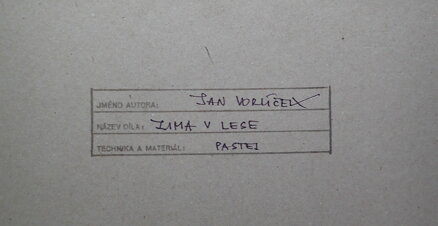 JMÉNO AUTORA: JAN VORLÍČEK
NÁZEV DÍLA: ZIMA V LESE
TECHNIKA A MATERIÁL: PASTEL